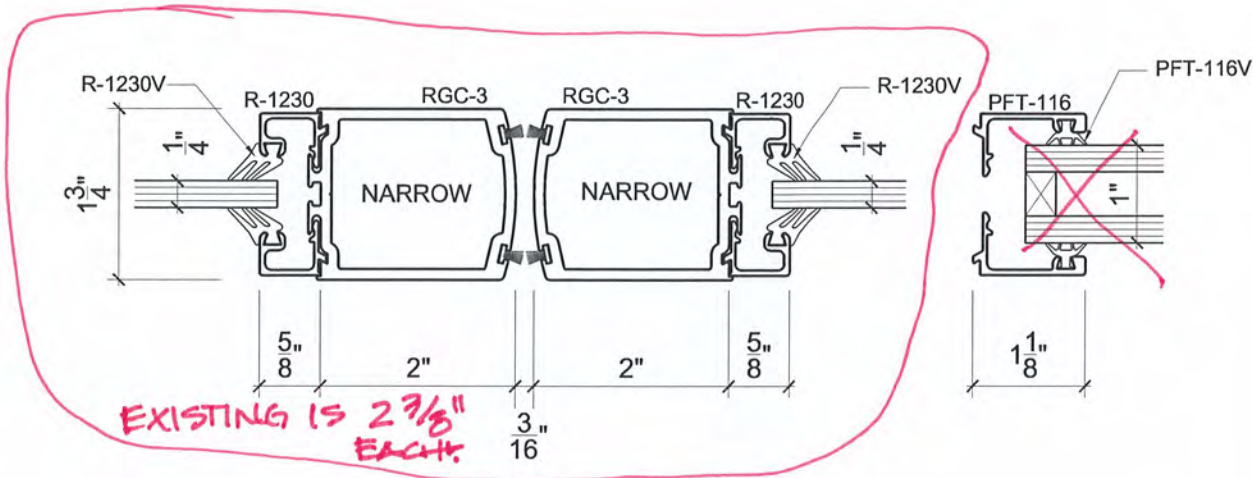 R-1230V
R-1230
RGC-3
RGC-3
R-1230
R-1230V
PFT-116V
PFT-116
1 3/4"
1/4"
NARROW
NARROW
1/4"
1"
5/8"
2"
3/16"
2"
5/8"
1 1/8"
EXISTING IS 2 3/8"
EACH.